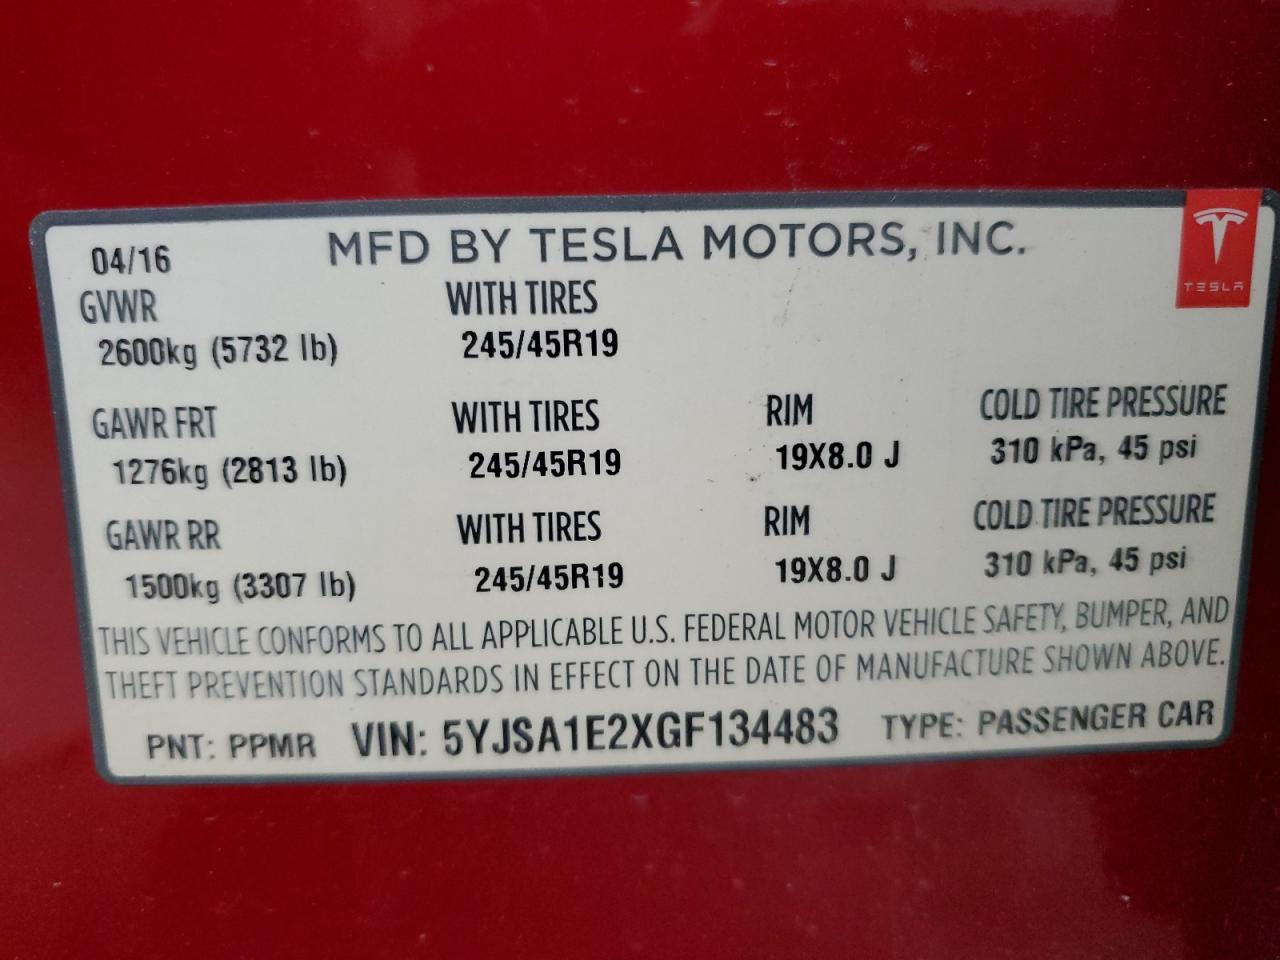 04/16 MFD BY TESLA MOTORS, INC.
TESLA
GVWR WITH TIRES
2600kg (5732 lb) 245/45R19
GAWR FRT WITH TIRES RIM COLD TIRE PRESSURE
1276kg (2813 lb) 245/45R19 19X8.0 J 310 kPa, 45 psi
GAWR RR WITH TIRES RIM COLD TIRE PRESSURE
1500kg (3307 lb) 245/45R19 19X8.0 J 310 kPa, 45 psi
THIS VEHICLE CONFORMS TO ALL APPLICABLE U.S. FEDERAL MOTOR VEHICLE SAFETY, BUMPER, AND
THEFT PREVENTION STANDARDS IN EFFECT ON THE DATE OF MANUFACTURE SHOWN ABOVE.
PNT: PPMR VIN: 5YJSA1E2XGF134483 TYPE: PASSENGER CAR